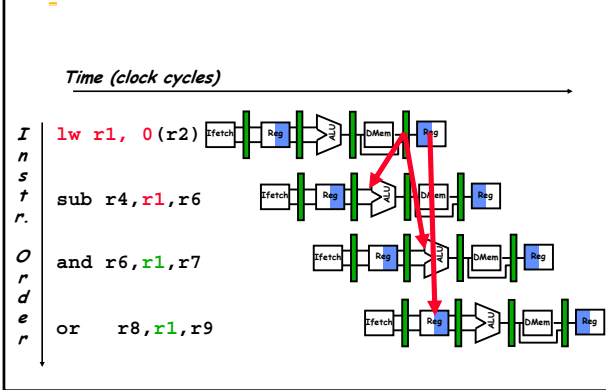 Time (clock cycles)
Instr. Order
lw r1, 0(r2) Ifetch Reg ALU DMem Reg
sub r4,r1,r6 Ifetch Reg ALU DMem Reg
and r6,r1,r7 Ifetch Reg ALU DMem Reg
or r8,r1,r9 Ifetch Reg ALU DMem Reg